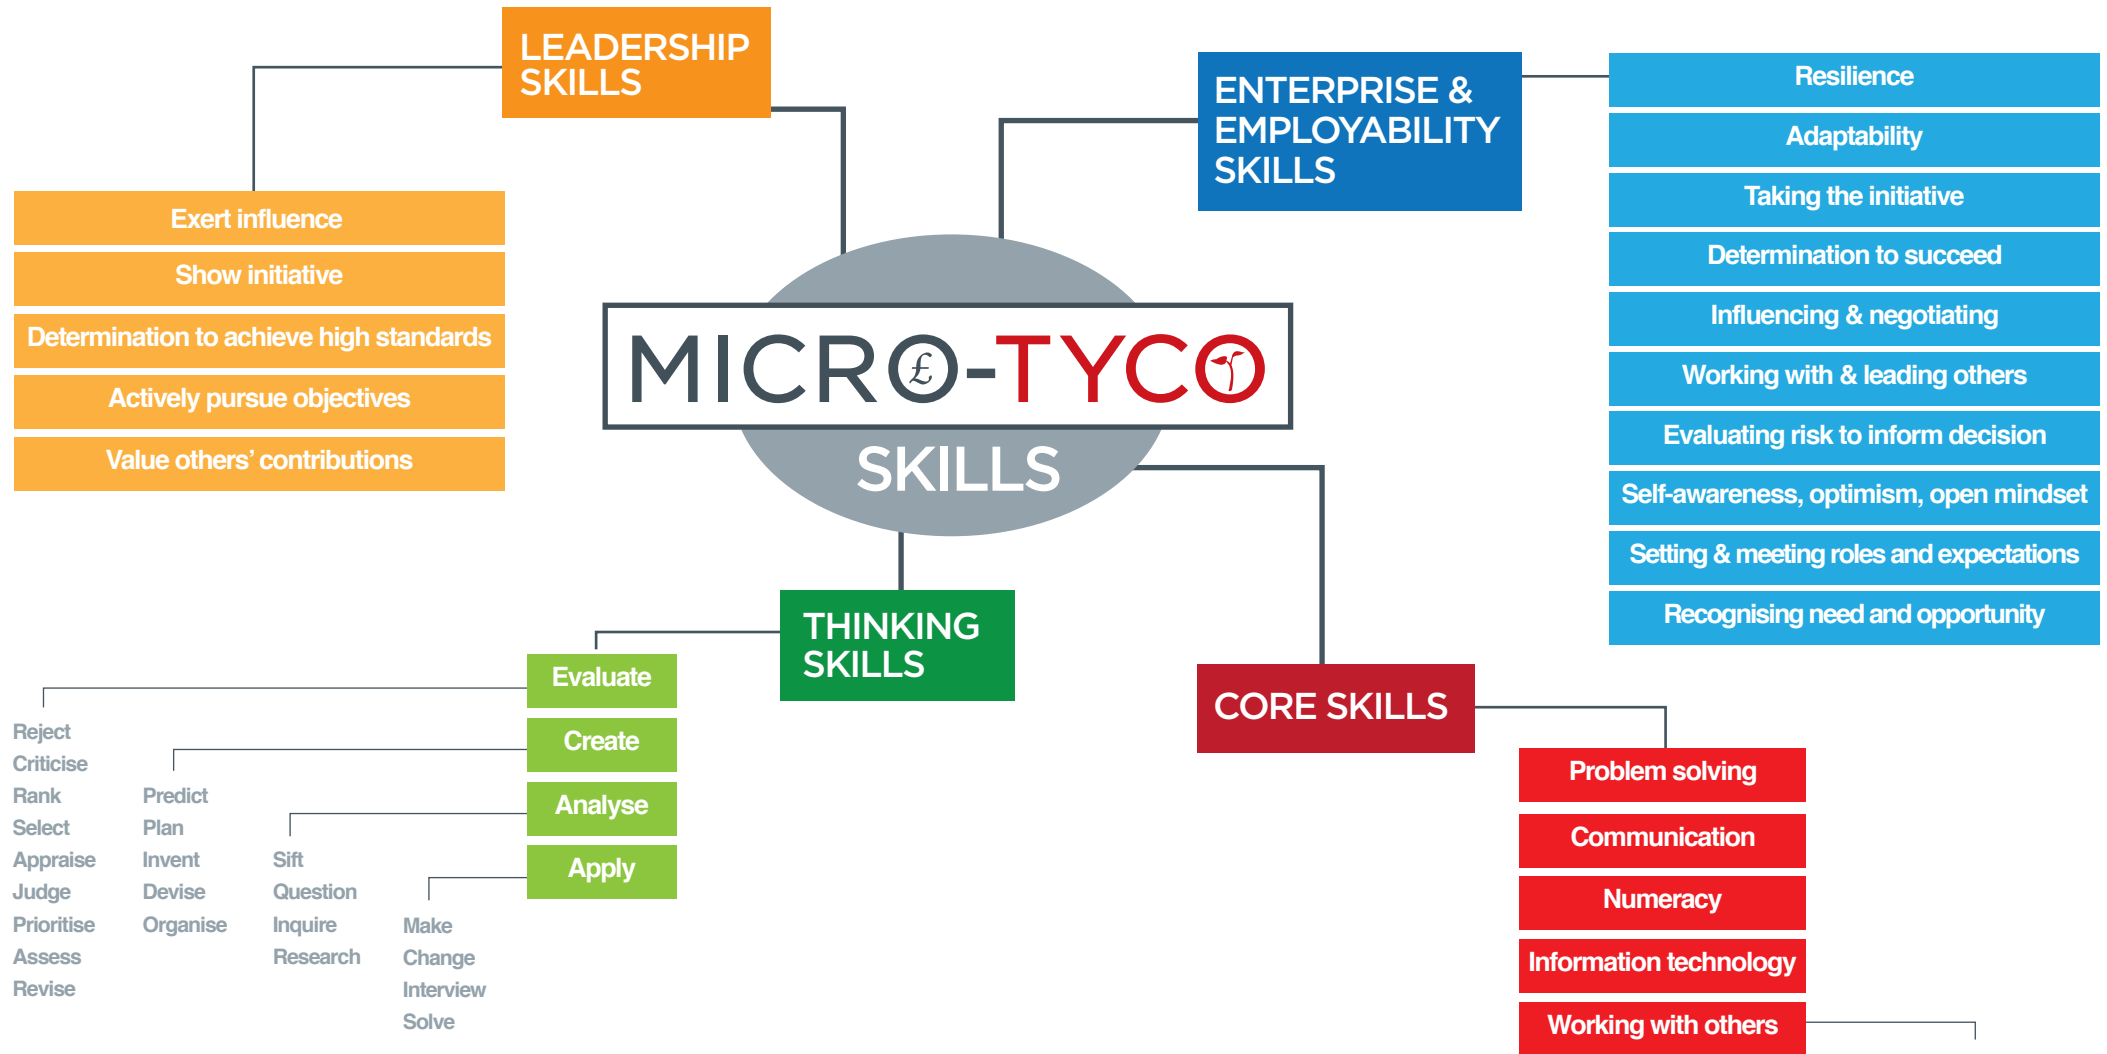 LEADERSHIP
SKILLS
Exert influence
Show initiative
Determination to achieve high standards
Actively pursue objectives
Value others’ contributions
ENTERPRISE &
EMPLOYABILITY
SKILLS
Resilience
Adaptability
Taking the initiative
Determination to succeed
Influencing & negotiating
Working with & leading others
Evaluating risk to inform decision
Self-awareness, optimism, open mindset
Setting & meeting roles and expectations
Recognising need and opportunity
MICRO-TYCO
£
SKILLS
THINKING
SKILLS
Evaluate
Create
Analyse
Apply
Reject
Criticise
Rank
Select
Appraise
Judge
Prioritise
Assess
Revise
Predict
Plan
Invent
Devise
Organise
Sift
Question
Inquire
Research
Make
Change
Interview
Solve
CORE SKILLS
Problem solving
Communication
Numeracy
Information technology
Working with others